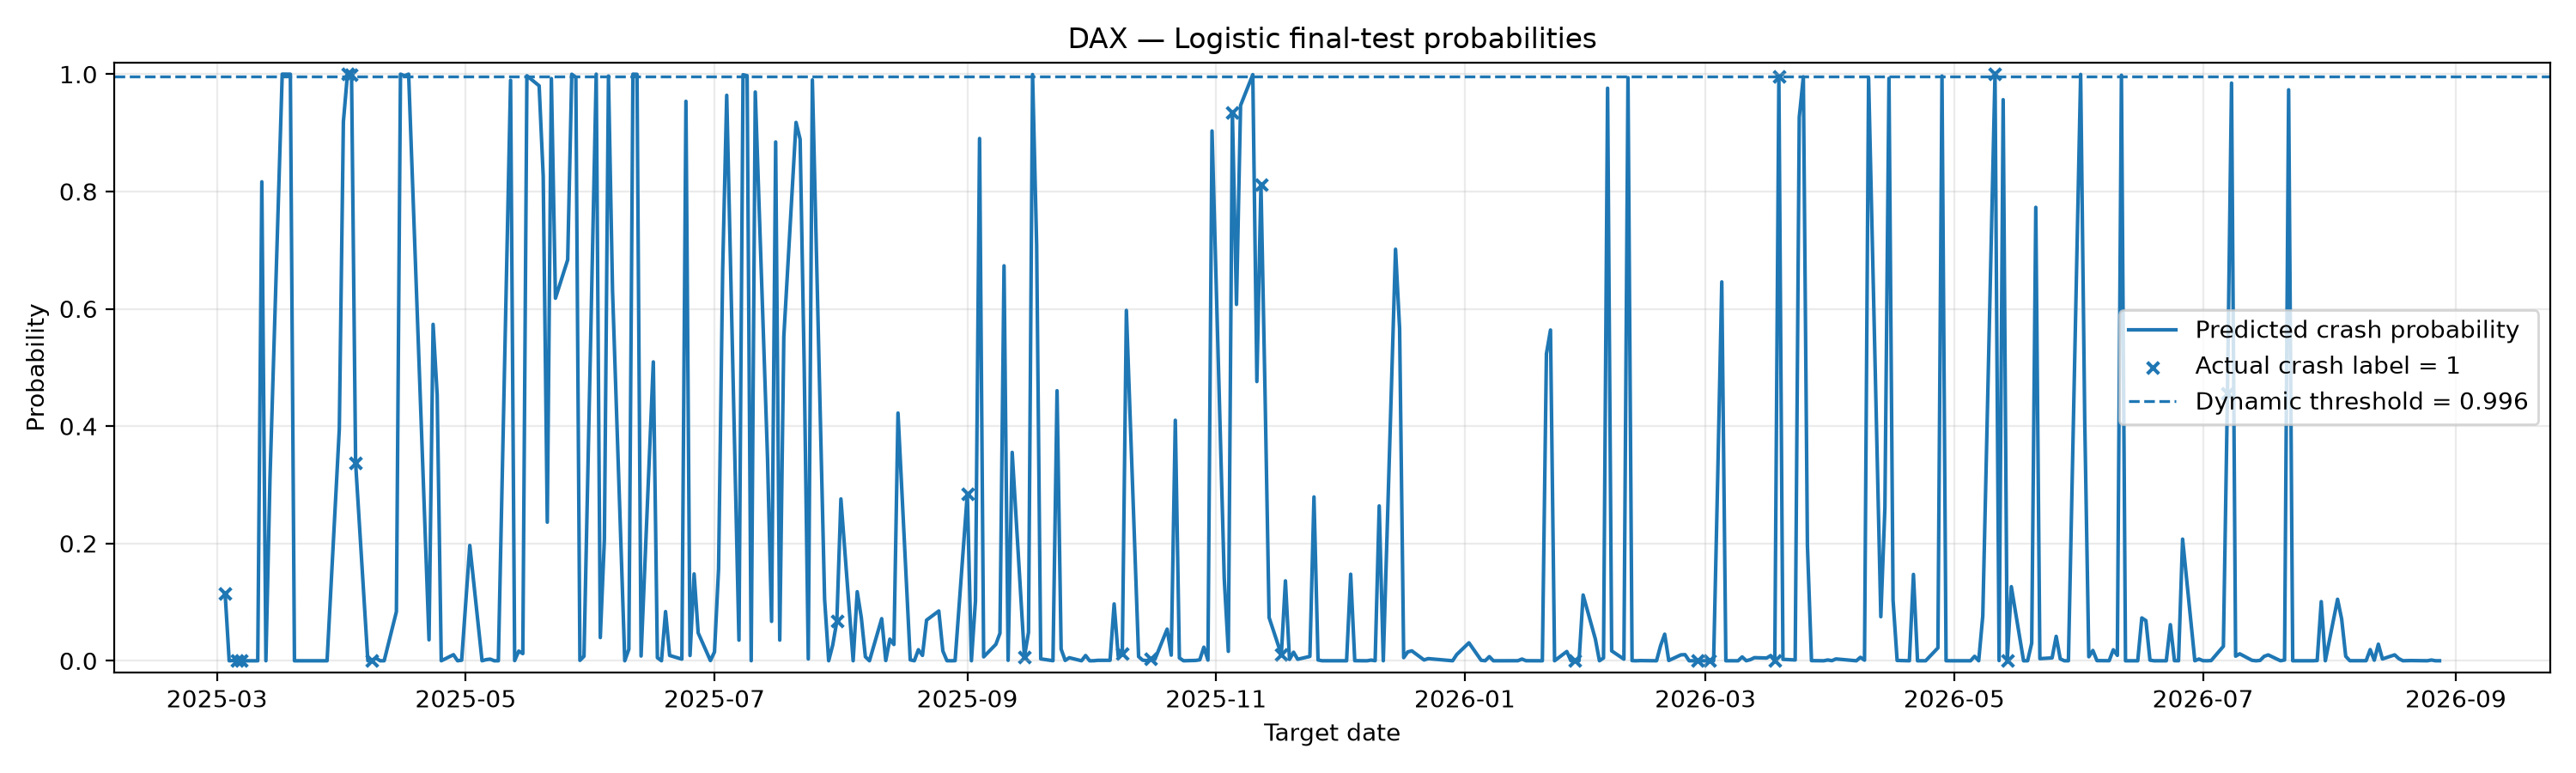 DAX — Logistic final-test probabilities
1.0
0.8
0.6
0.4
0.2
0.0
Probability
Predicted crash probability
Actual crash label = 1
Dynamic threshold = 0.996
2025-03
2025-05
2025-07
2025-09
2025-11
2026-01
2026-03
2026-05
2026-07
2026-09
Target date